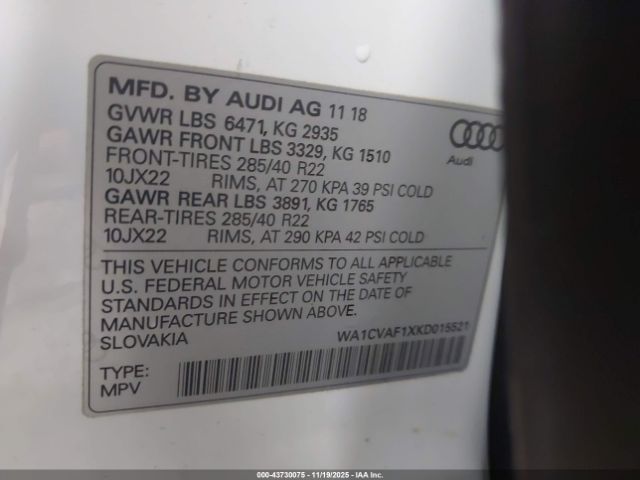 MFD. BY AUDI AG 11 18
GVWR LBS 6471, KG 2935
GAWR FRONT LBS 3329, KG 1510
FRONT-TIRES 285/40 R22
10JX22 RIMS, AT 270 KPA 39 PSI COLD
GAWR REAR LBS 3891, KG 1765
REAR-TIRES 285/40 R22
10JX22 RIMS, AT 290 KPA 42 PSI COLD
Audi
THIS VEHICLE CONFORMS TO ALL APPLICABLE
U.S. FEDERAL MOTOR VEHICLE SAFETY
STANDARDS IN EFFECT ON THE DATE OF
MANUFACTURE SHOWN ABOVE.
SLOVAKIA
WA1CVAF1XKD015521
TYPE:
MPV
000-43730075 - 11/19/2025 - IAAI.COM